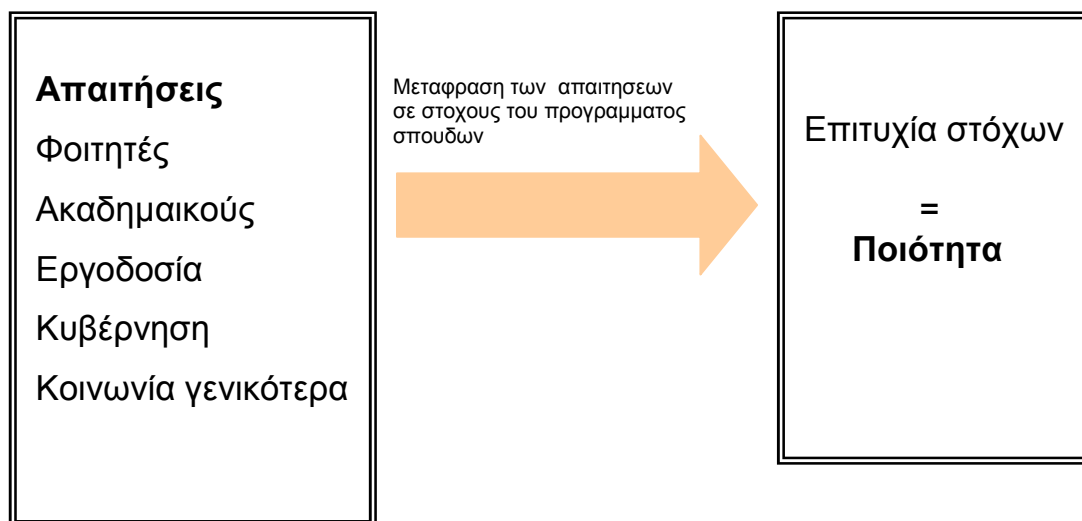 Απαιτήσεις
Φοιτητές
Ακαδημαικούς
Εργοδοσία
Κυβέρνηση
Κοινωνία γενικότερα
Μεταφραση των απαιτησεων
σε στοχους του προγραμματος
σπουδων
Επιτυχία στόχων
=
Ποιότητα